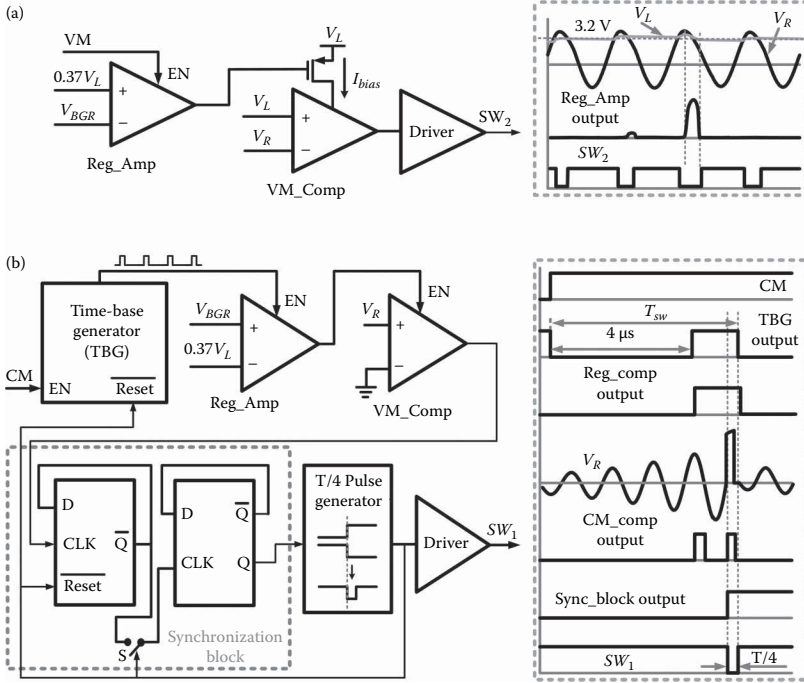 (a)
VM
EN
0.37V_L
+
V_BGR
−
Reg_Amp
V_L
I_bias
V_L
+
V_R
−
VM_Comp
Driver
SW_2
3.2 V
V_L
V_R
Reg_Amp
output
SW_2
(b)
Time-base
generator
(TBG)
CM
EN
Reset
EN
V_BGR
+
0.37V_L
−
Reg_Amp
EN
V_R
+
−
VM_Comp
D
CLK
Q
Reset
D
Q
CLK
Q
S
Synchronization
block
T/4 Pulse
generator
Driver
SW_1
CM
T_sw
4 µs
TBG
output
Reg_comp
output
V_R
CM_comp
output
Sync_block output
SW_1
T/4